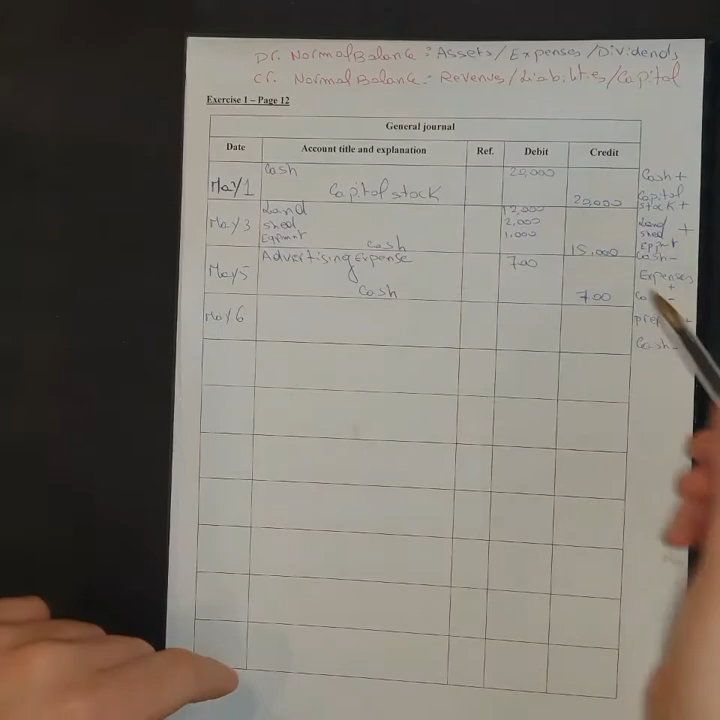 Dr. Normal Balance : Assets / Expenses / Dividends
Cr. Normal Balance : Revenues / Liabilities / Capital
Exercise 1 – Page 12
General journal
Date Account title and explanation Ref. Debit Credit
Cash 20,000 Cash +
May 1 Capital stock 20,000 Capital stock +
Land 12,000 Land +
May 3 shed 2,000 shed
Eqpmnt 1,000 Eqpmt
cash 15,000 Cash -
Advertising Expense 700 Expenses +
May 5
Cash 700
May 6
Cash -